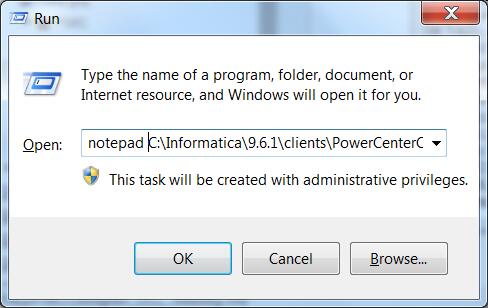 Run
Type the name of a program, folder, document, or
Internet resource, and Windows will open it for you.
Open: notepad C:\Informatica\9.6.1\clients\PowerCenterC
This task will be created with administrative privileges.
OK Cancel Browse...